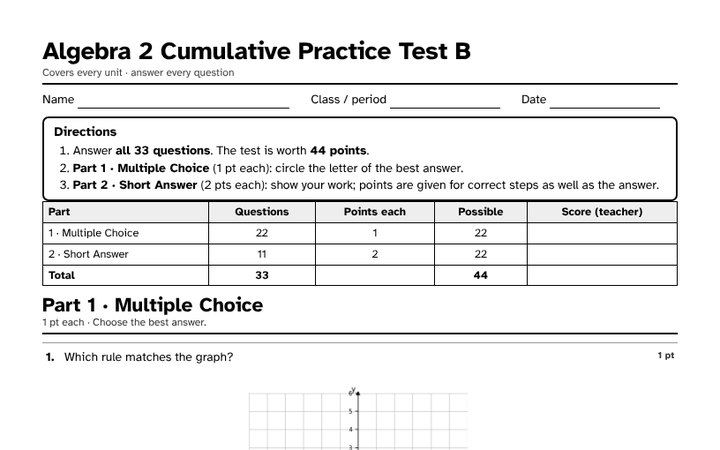 Algebra 2 Cumulative Practice Test B
Covers every unit · answer every question
Name Class / period Date
Directions
1. Answer all 33 questions. The test is worth 44 points.
2. Part 1 · Multiple Choice (1 pt each): circle the letter of the best answer.
3. Part 2 · Short Answer (2 pts each): show your work; points are given for correct steps as well as the answer.
Part Questions Points each Possible Score (teacher)
1 · Multiple Choice 22 1 22
2 · Short Answer 11 2 22
Total 33 44
Part 1 · Multiple Choice
1 pt each · Choose the best answer.
1. Which rule matches the graph? 1 pt
y
6
5
4
3